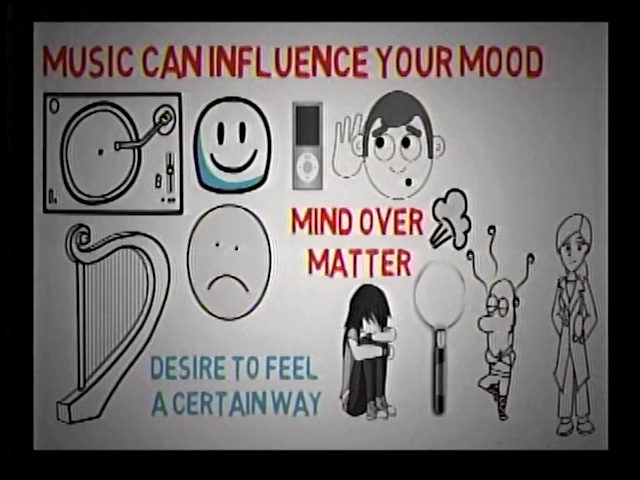 MUSIC CAN INFLUENCE YOUR MOOD
MIND OVER
MATTER
DESIRE TO FEEL
A CERTAIN WAY